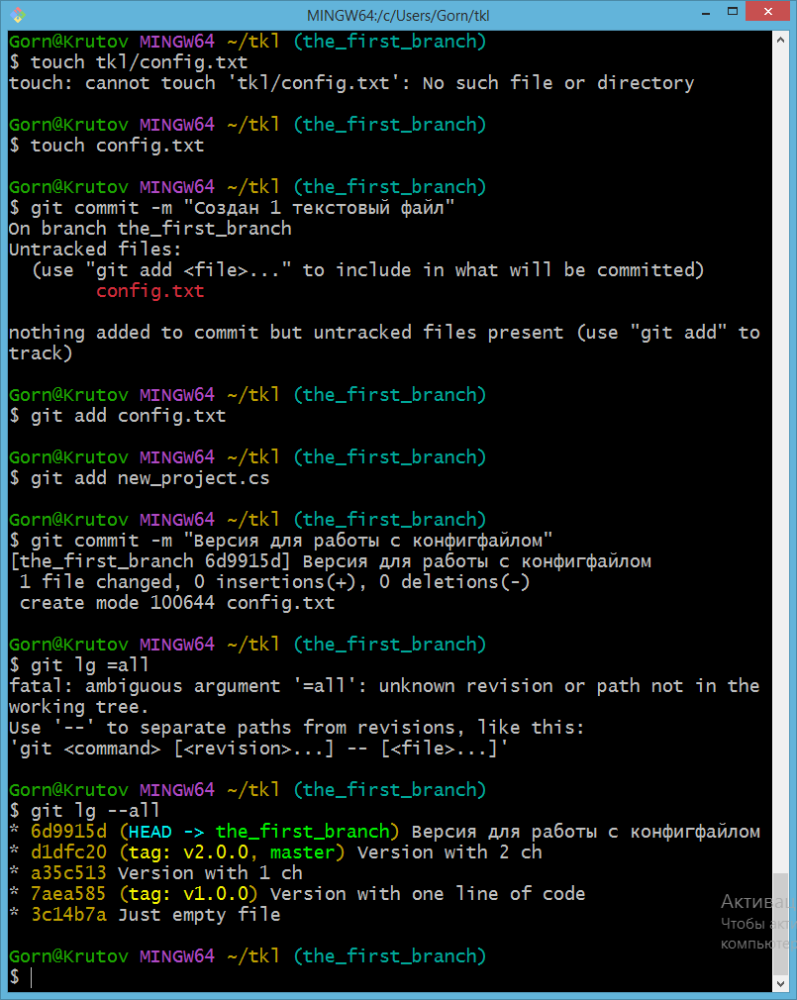 MINGW64:/c/Users/Gorn/tkl
Gorn@Krutov MINGW64 ~/tkl (the_first_branch)
$ touch tkl/config.txt
touch: cannot touch 'tkl/config.txt': No such file or directory
Gorn@Krutov MINGW64 ~/tkl (the_first_branch)
$ touch config.txt
Gorn@Krutov MINGW64 ~/tkl (the_first_branch)
$ git commit -m "Создан 1 текстовый файл"
On branch the_first_branch
Untracked files:
  (use "git add <file>..." to include in what will be committed)
        config.txt
nothing added to commit but untracked files present (use "git add" to
track)
Gorn@Krutov MINGW64 ~/tkl (the_first_branch)
$ git add config.txt
Gorn@Krutov MINGW64 ~/tkl (the_first_branch)
$ git add new_project.cs
Gorn@Krutov MINGW64 ~/tkl (the_first_branch)
$ git commit -m "Версия для работы с конфигфайлом"
[the_first_branch 6d9915d] Версия для работы с конфигфайлом
 1 file changed, 0 insertions(+), 0 deletions(-)
 create mode 100644 config.txt
Gorn@Krutov MINGW64 ~/tkl (the_first_branch)
$ git lg =all
fatal: ambiguous argument '=all': unknown revision or path not in the
working tree.
Use '--' to separate paths from revisions, like this:
'git <command> [<revision>...] -- [<file>...]'
Gorn@Krutov MINGW64 ~/tkl (the_first_branch)
$ git lg --all
* 6d9915d (HEAD -> the_first_branch) Версия для работы с конфигфайлом
* d1dfc20 (tag: v2.0.0, master) Version with 2 ch
* a35c513 Version with 1 ch
* 7aea585 (tag: v1.0.0) Version with one line of code
* 3c14b7a Just empty file
Gorn@Krutov MINGW64 ~/tkl (the_first_branch)
$
Чтобы